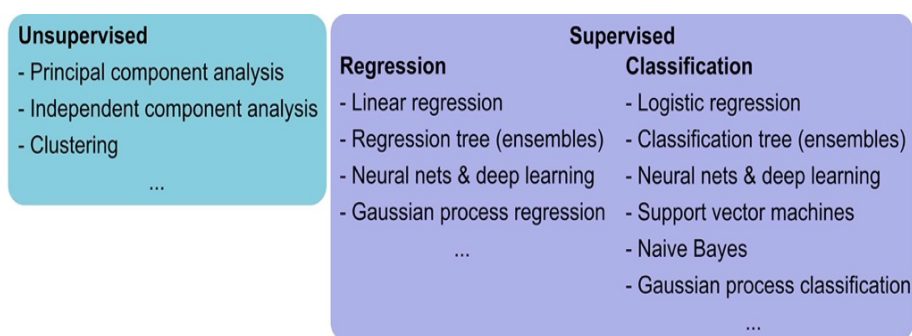 Unsupervised
- Principal component analysis
- Independent component analysis
- Clustering
...
Supervised
Regression
- Linear regression
- Regression tree (ensembles)
- Neural nets & deep learning
- Gaussian process regression
...
Classification
- Logistic regression
- Classification tree (ensembles)
- Neural nets & deep learning
- Support vector machines
- Naive Bayes
- Gaussian process classification
...